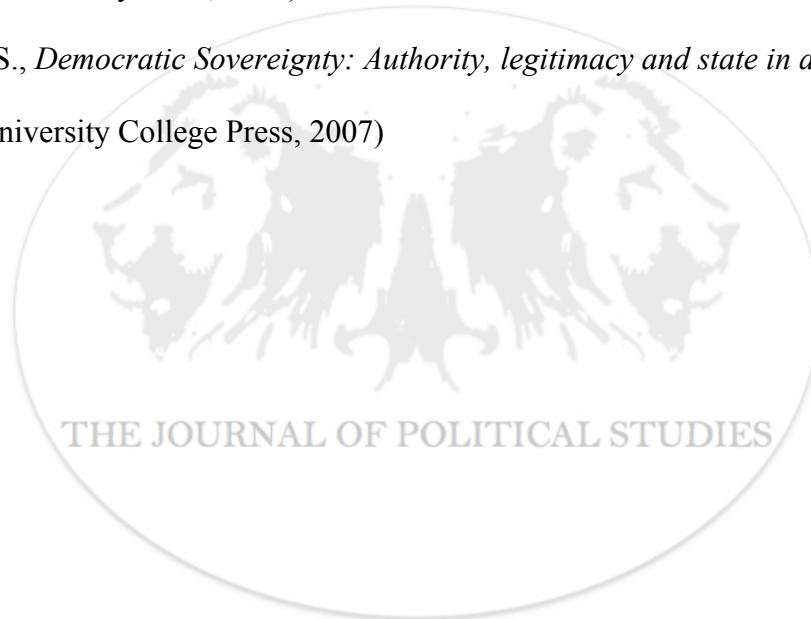 S., Democratic Sovereignty: Authority, legitimacy and state in a
niversity College Press, 2007)
THE JOURNAL OF POLITICAL STUDIES